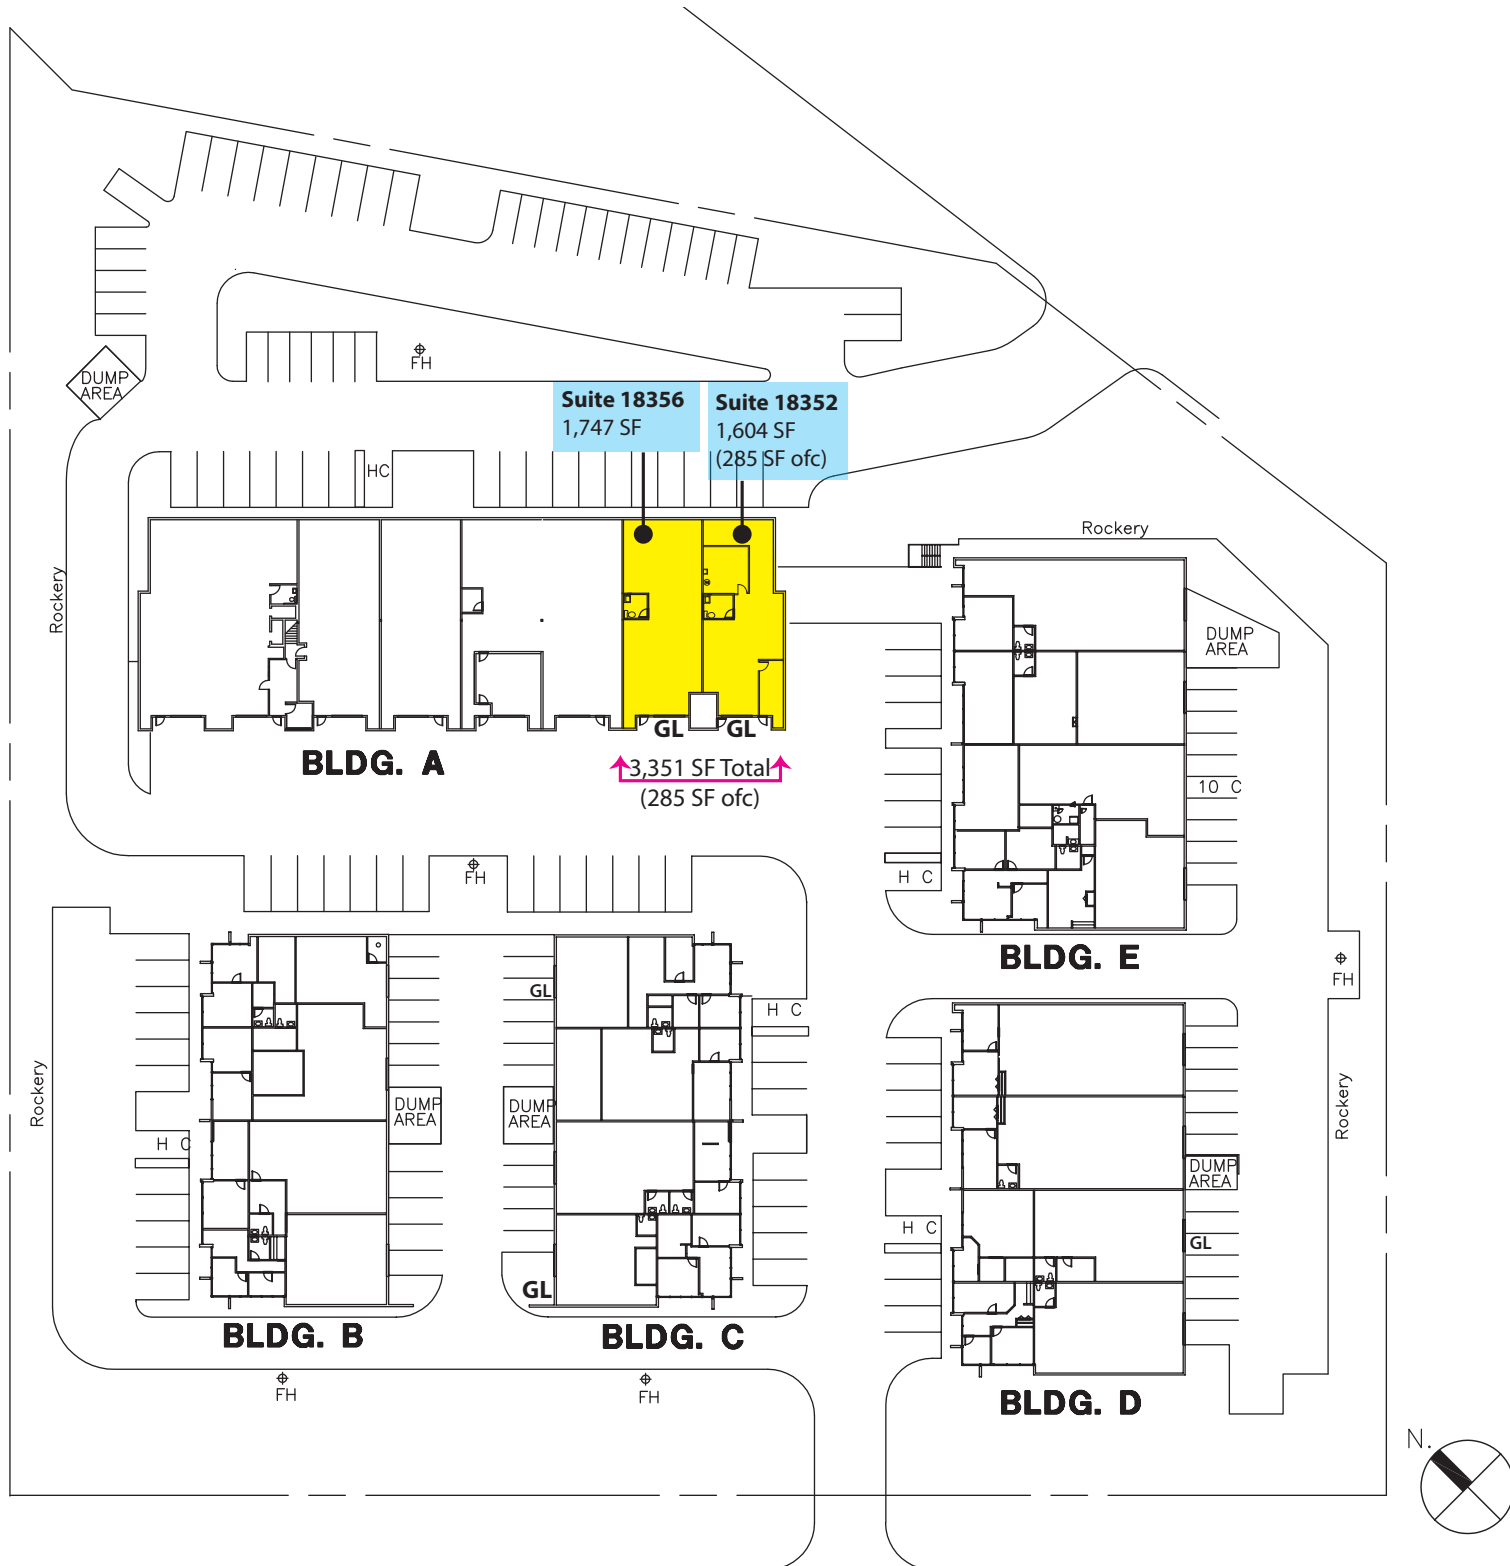 FH
DUMP
AREA
Suite 18356
1,747 SF
Suite 18352
1,604 SF
(285 SF ofc)
HC
Rockery
Rockery
DUMP
AREA
GL
GL
BLDG. A
3,351 SF Total
(285 SF ofc)
10 C
FH
H C
BLDG. E
FH
GL
H C
Rockery
DUMP
AREA
DUMP
AREA
Rockery
H C
DUMP
AREA
H C
GL
GL
BLDG. B
BLDG. C
FH
FH
BLDG. D
N.